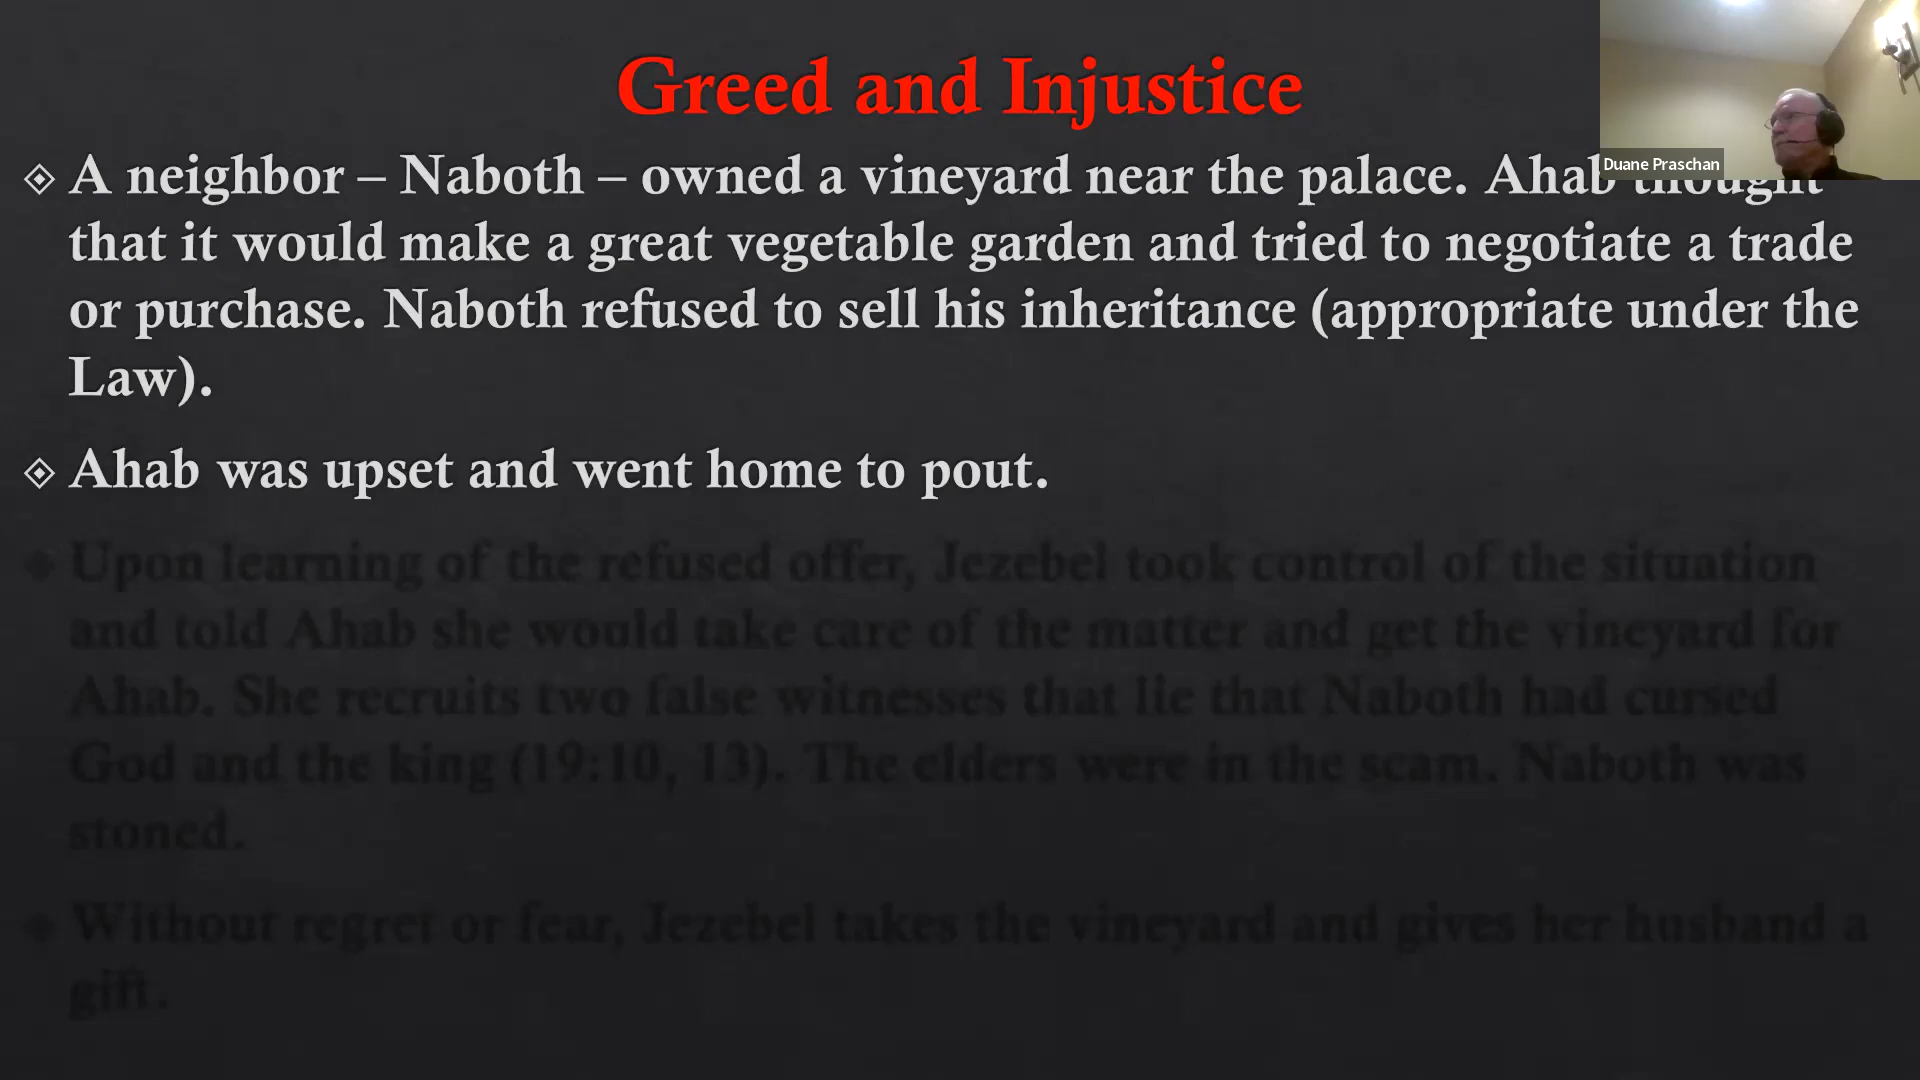 Greed and Injustice
Duane Praschan
A neighbor – Naboth – owned a vineyard near the palace. Ahab thought
that it would make a great vegetable garden and tried to negotiate a trade
or purchase. Naboth refused to sell his inheritance (appropriate under the
Law).
Ahab was upset and went home to pout.
Upon learning of the refused offer, Jezebel took control of the situation
and told Ahab she would take care of the matter and get the vineyard for
Ahab. She recruits two false witnesses that lie that Naboth had cursed
God and the king (19:10, 13). The elders were in the scam. Naboth was
stoned.
Without regret or fear, Jezebel takes the vineyard and gives her husband a
gift.